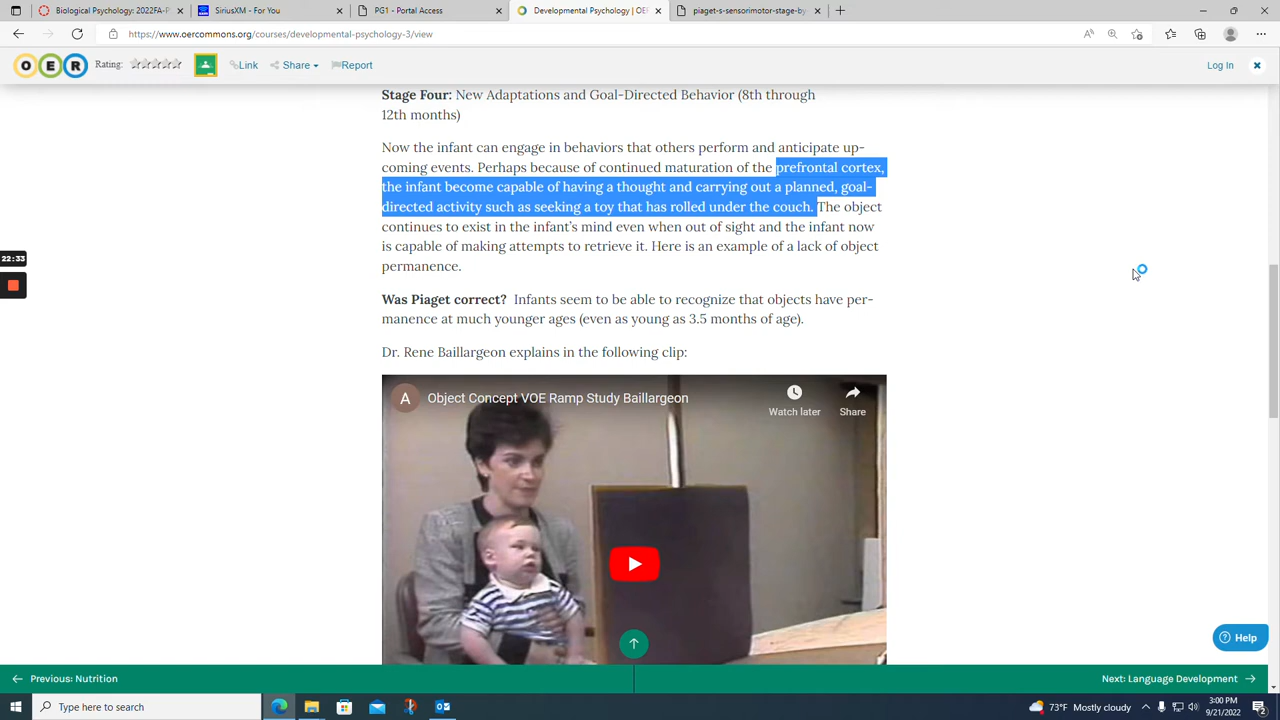 Biological Psychology: 2022FA-P
SiriusXM - For You
PG1 - Portal Access
Developmental Psychology | OER
piaget-s-sensorimotor-stage-by-
https://www.oercommons.org/courses/developmental-psychology-3/view
O E R
Rating:
Link
Share
Report
Log In
Stage Four: New Adaptations and Goal-Directed Behavior (8th through
12th months)
Now the infant can engage in behaviors that others perform and anticipate up-
coming events. Perhaps because of continued maturation of the prefrontal cortex,
the infant become capable of having a thought and carrying out a planned, goal-
directed activity such as seeking a toy that has rolled under the couch. The object
continues to exist in the infant's mind even when out of sight and the infant now
is capable of making attempts to retrieve it. Here is an example of a lack of object
permanence.
22:33
Was Piaget correct? Infants seem to be able to recognize that objects have per-
manence at much younger ages (even as young as 3.5 months of age).
Dr. Rene Baillargeon explains in the following clip:
A
Object Concept VOE Ramp Study Baillargeon
Watch later
Share
Help
Previous: Nutrition
Next: Language Development
Type here to search
73°F Mostly cloudy
3:00 PM
9/21/2022
2